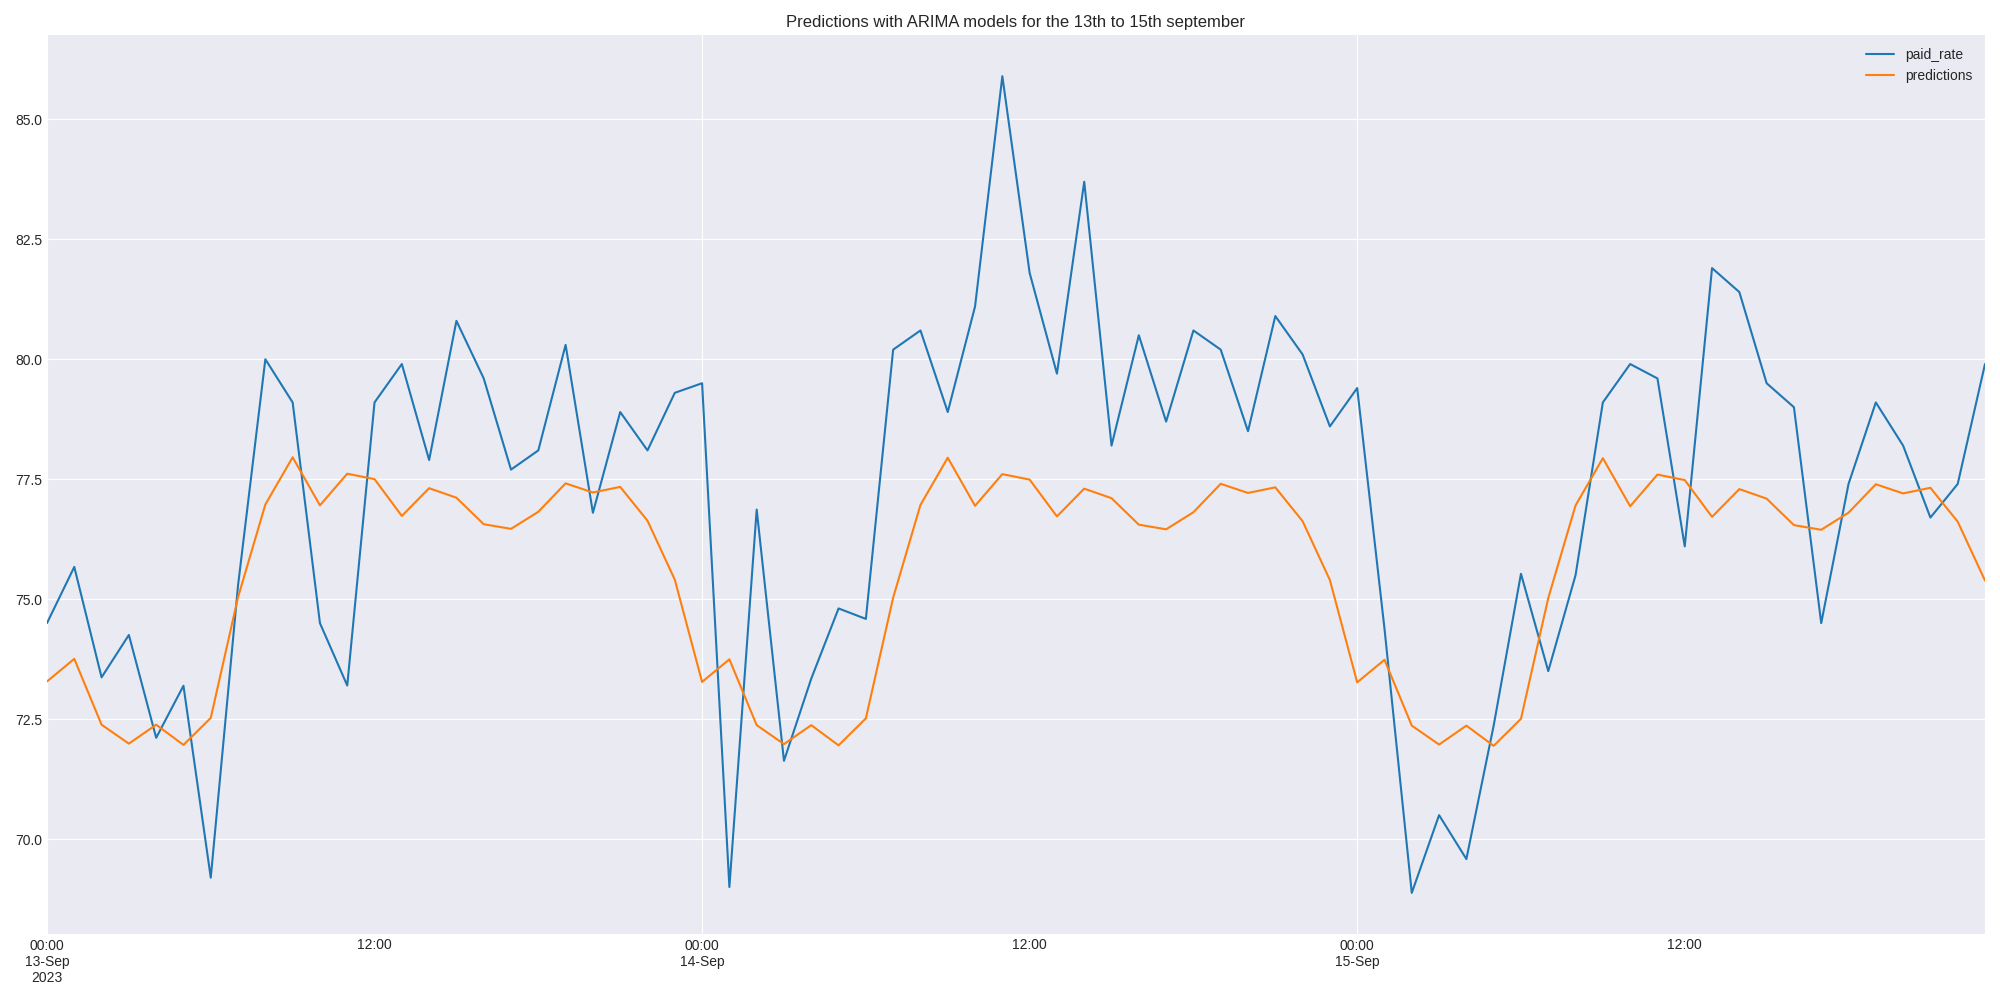 Predictions with ARIMA models for the 13th to 15th september
paid_rate
predictions
85.0
82.5
80.0
77.5
75.0
72.5
70.0
00:00
13-Sep
2023
12:00
00:00
14-Sep
12:00
00:00
15-Sep
12:00